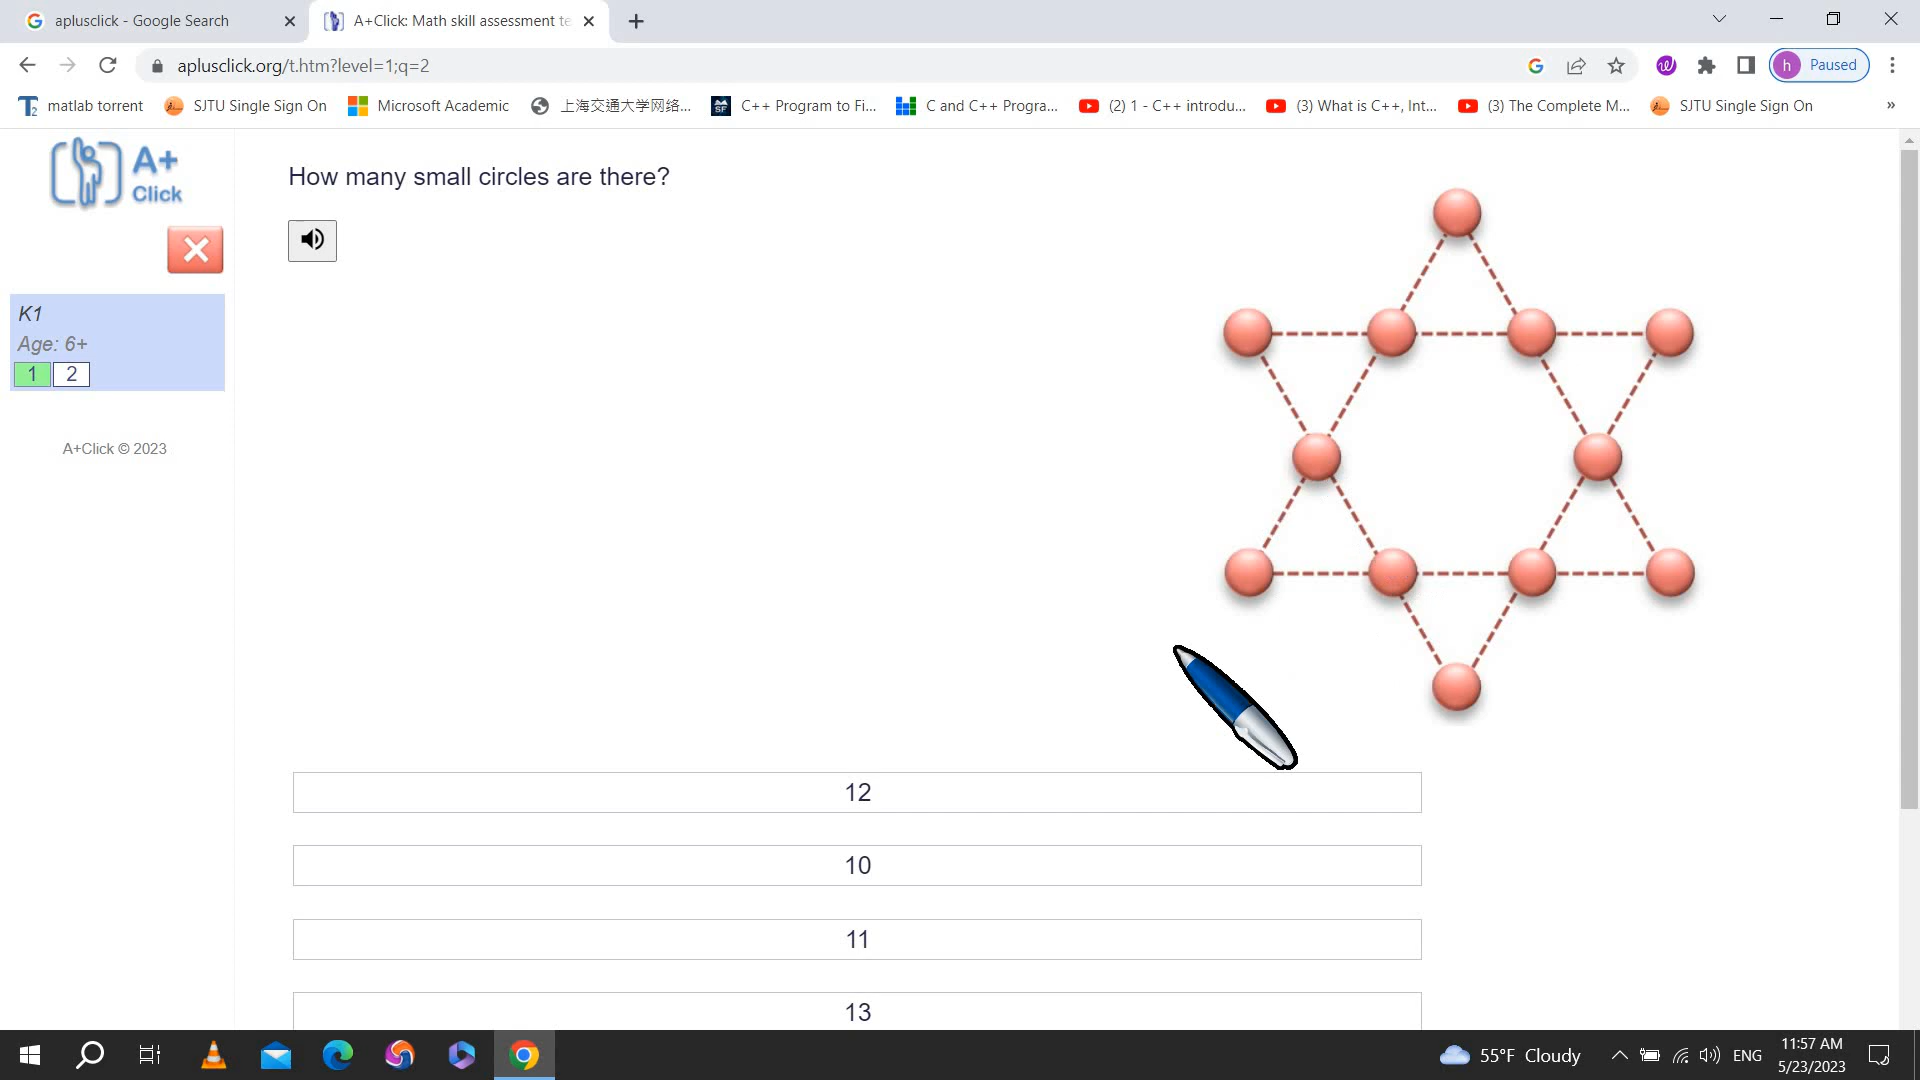 aplusclick - Google Search
A+Click: Math skill assessment te
aplusclick.org/t.htm?level=1;q=2
h Paused
T2 matlab torrent
SJTU Single Sign On
Microsoft Academic
上海交通大学网络...
SF C++ Program to Fi...
C and C++ Progra...
(2) 1 - C++ introdu...
(3) What is C++, Int...
(3) The Complete M...
SJTU Single Sign On
»
A+
Click
How many small circles are there?
K1
Age: 6+
1 2
A+Click © 2023
12
10
11
13
55°F Cloudy
ENG
11:57 AM
5/23/2023